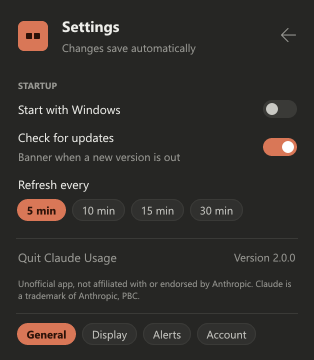 Settings
Changes save automatically
STARTUP
Start with Windows
Check for updates
Banner when a new version is out
Refresh every
5 min 10 min 15 min 30 min
Quit Claude Usage Version 2.0.0
Unofficial app, not affiliated with or endorsed by Anthropic. Claude is
a trademark of Anthropic, PBC.
General Display Alerts Account